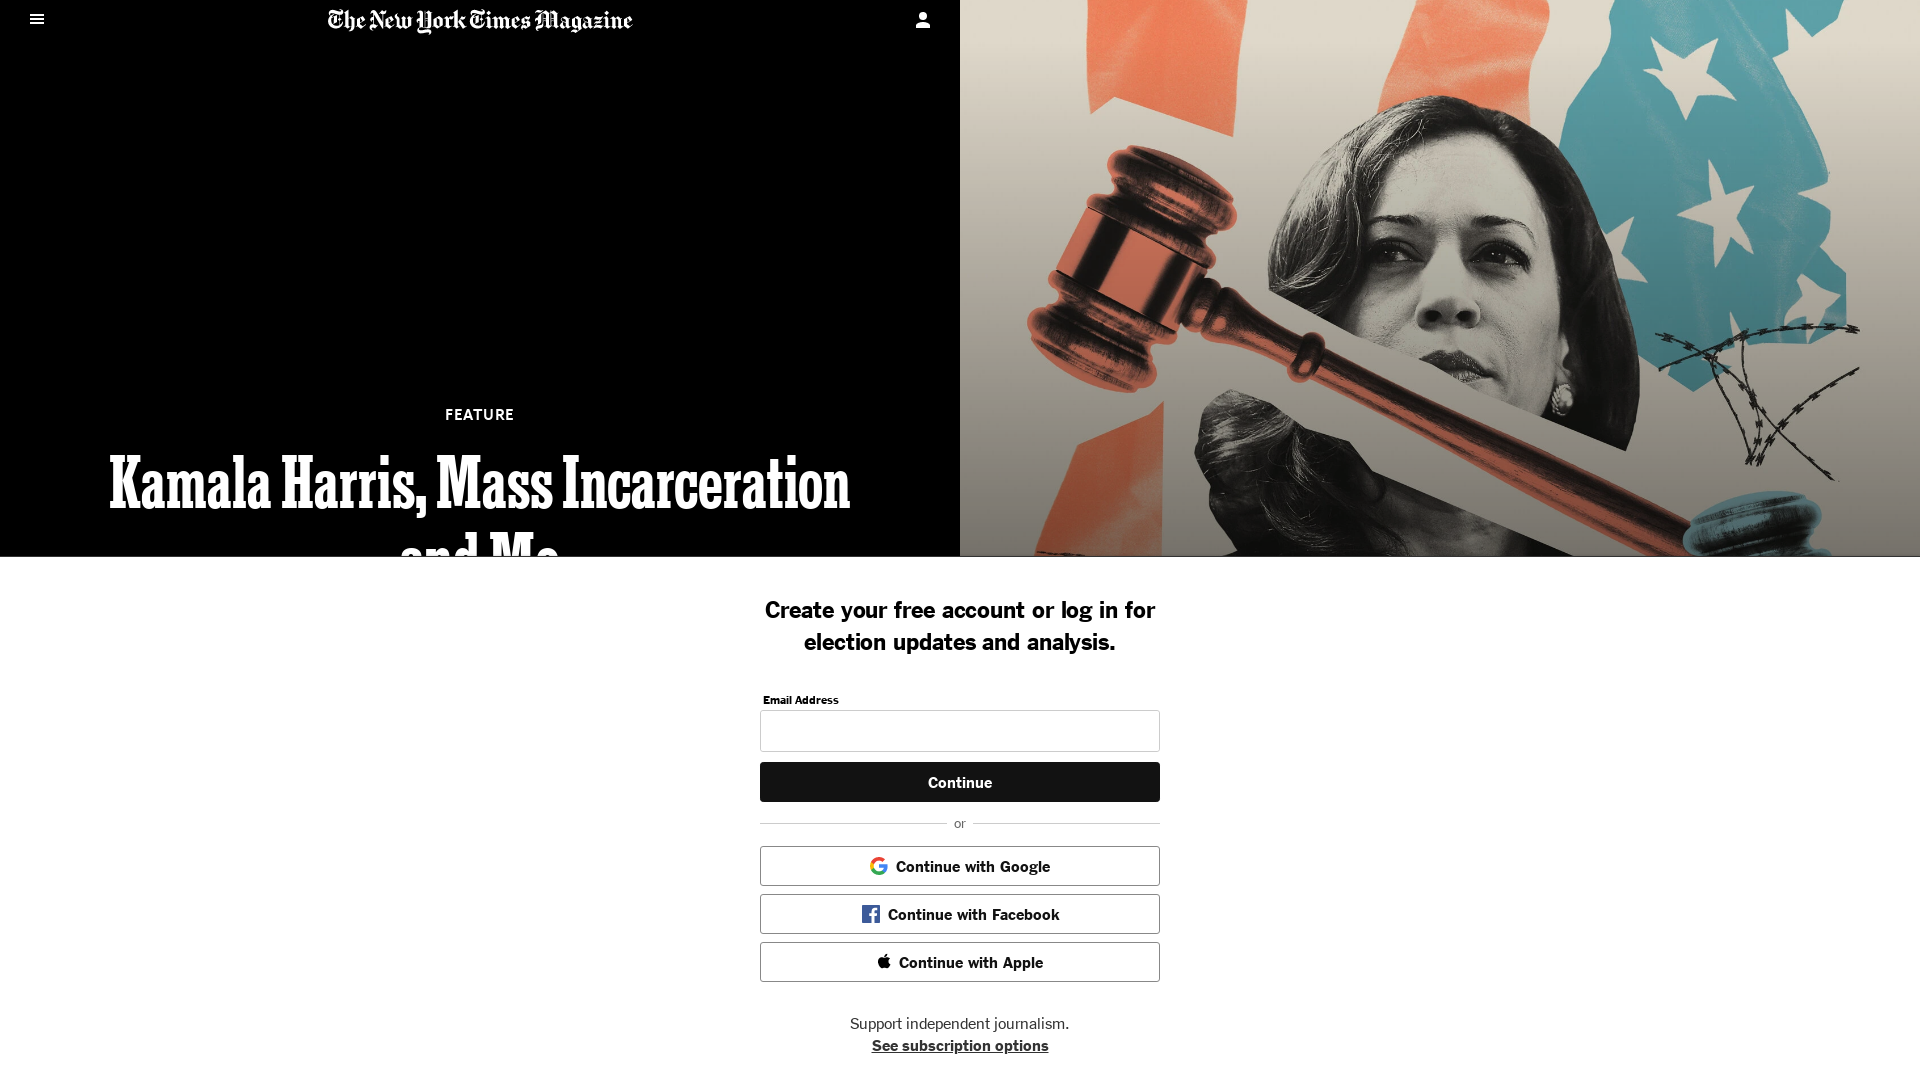 The New York Times Magazine
FEATURE
Kamala Harris, Mass Incarceration
and Me
Create your free account or log in for
election updates and analysis.
Email Address
Continue
or
Continue with Google
Continue with Facebook
Continue with Apple
Support independent journalism.
See subscription options